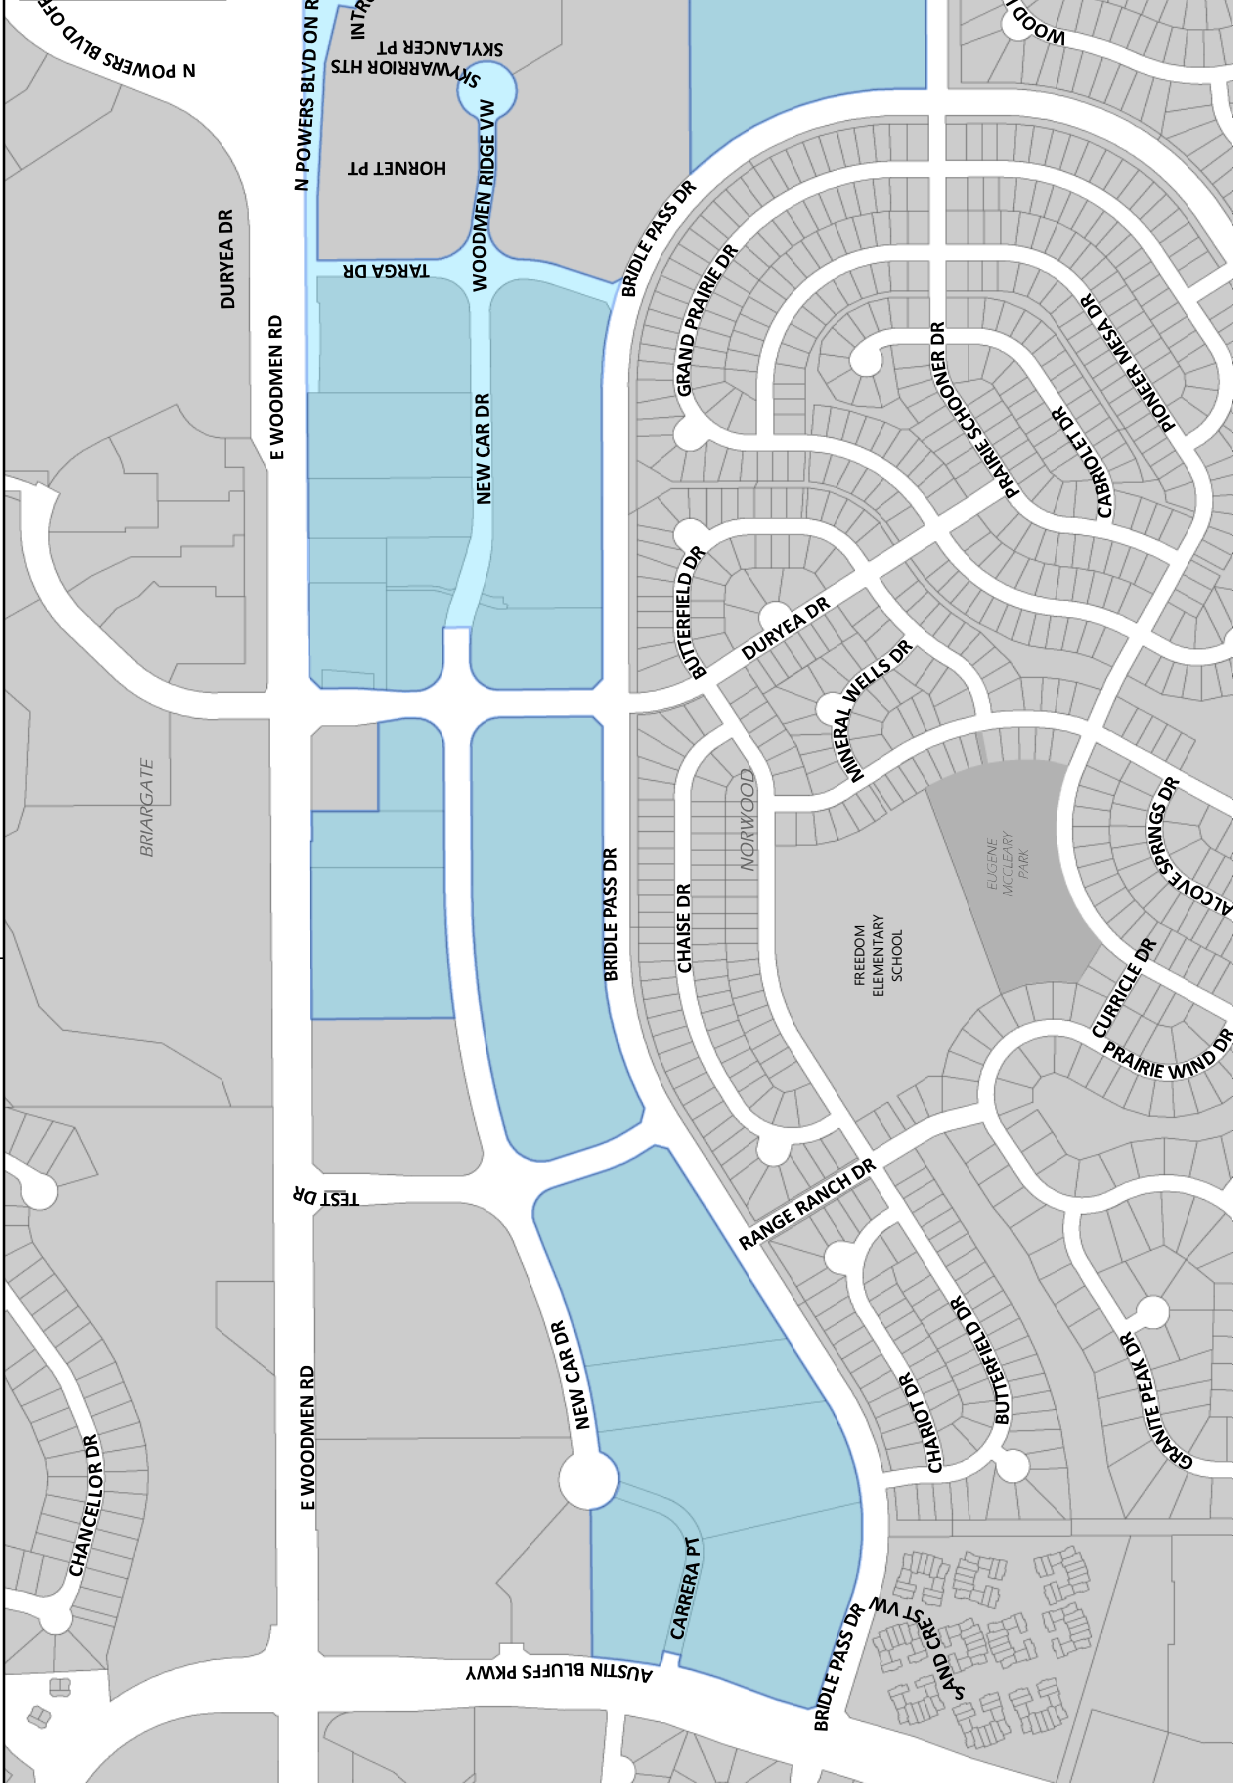 N POWERS BLVD OFF
N POWERS BLVD ON R
INTR
SKYLANCER PT
SKYWARRIOR HTS
HORNET PT
WOODMEN RIDGE VW
WOOD
DURYEA DR
E WOODMEN RD
TARGA DR
BRIDLE PASS DR
GRAND PRAIRIE DR
NEW CAR DR
PRAIRIE SCHOONER DR
CABRIOLET DR
PIONEER MESA DR
BUTTERFIELD DR
DURYEA DR
MINERAL WELLS DR
BRIARGATE
NORWOOD
BRIDLE PASS DR
CHAISE DR
FREEDOM
ELEMENTARY
SCHOOL
EUGENE
MCCLEARY
PARK
ALCOVE SPRINGS DR
ALCO
CURRICLE DR
PRAIRIE WIND DR
TEST DR
RANGE RANCH DR
NEW CAR DR
E WOODMEN RD
CHANCELLOR DR
CHARIOT DR
BUTTERFIELD DR
GRANITE PEAK DR
CARRERA PT
AUSTIN BLUFFS PKWY
BRIDLE PASS DR
SAND CREST VW